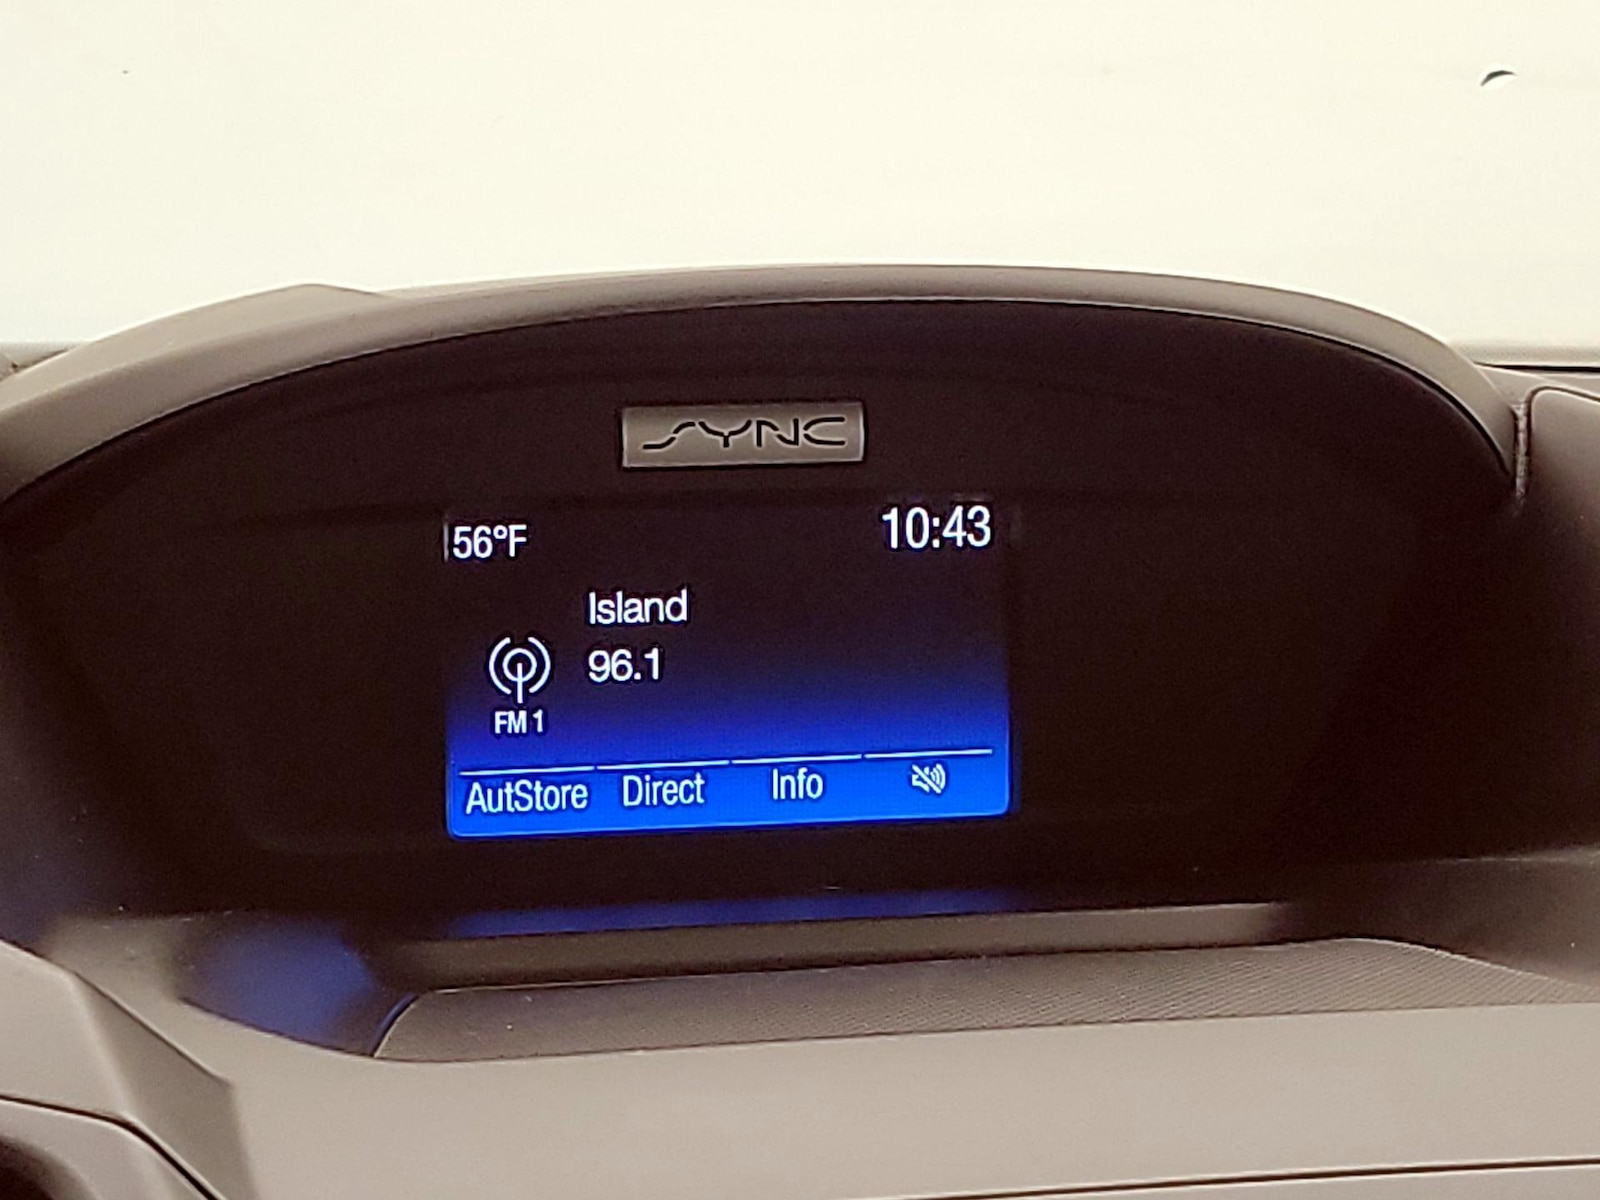 SYNC
56°F 10:43
Island
96.1
FM 1
AutStore Direct Info